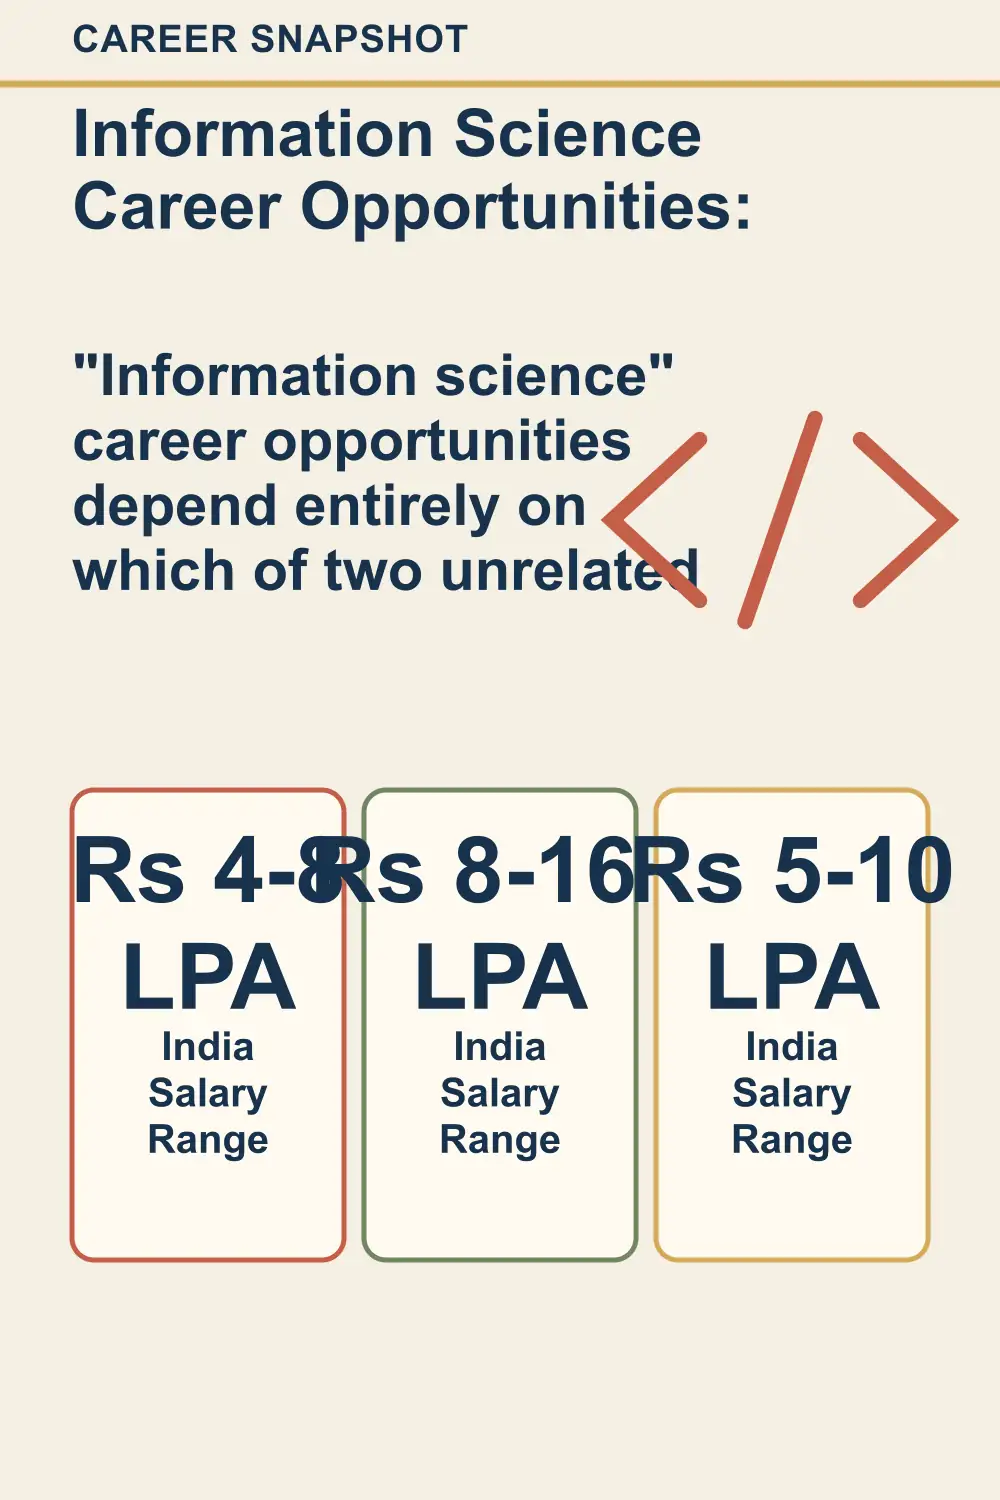 CAREER SNAPSHOT
Information Science
Career Opportunities:
"Information science"
career opportunities
depend entirely on
which of two unrelated
Rs 4-8
LPA
India
Salary
Range
Rs 8-16
LPA
India
Salary
Range
Rs 5-10
LPA
India
Salary
Range